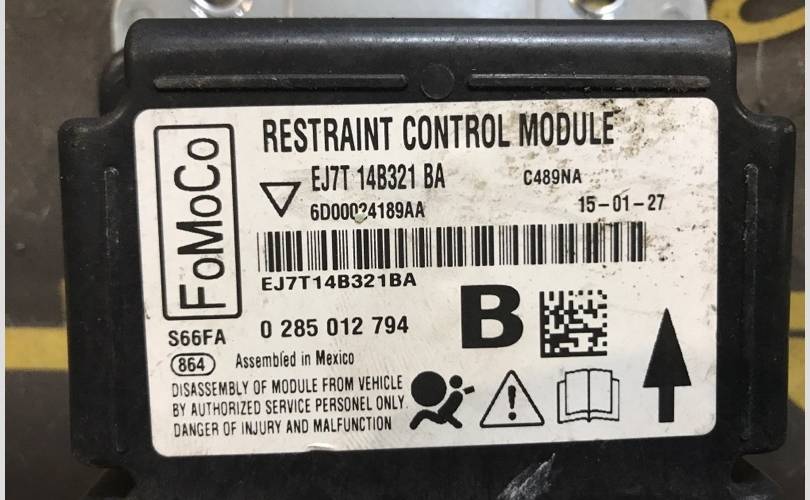 FoMoCo
RESTRAINT CONTROL MODULE
EJ7T 14B321 BA C489NA
6D00024189AA 15-01-27
EJ7T14B321BA
S66FA 0 285 012 794 B
864 Assembled in Mexico
DISASSEMBLY OF MODULE FROM VEHICLE
BY AUTHORIZED SERVICE PERSONEL ONLY.
DANGER OF INJURY AND MALFUNCTION